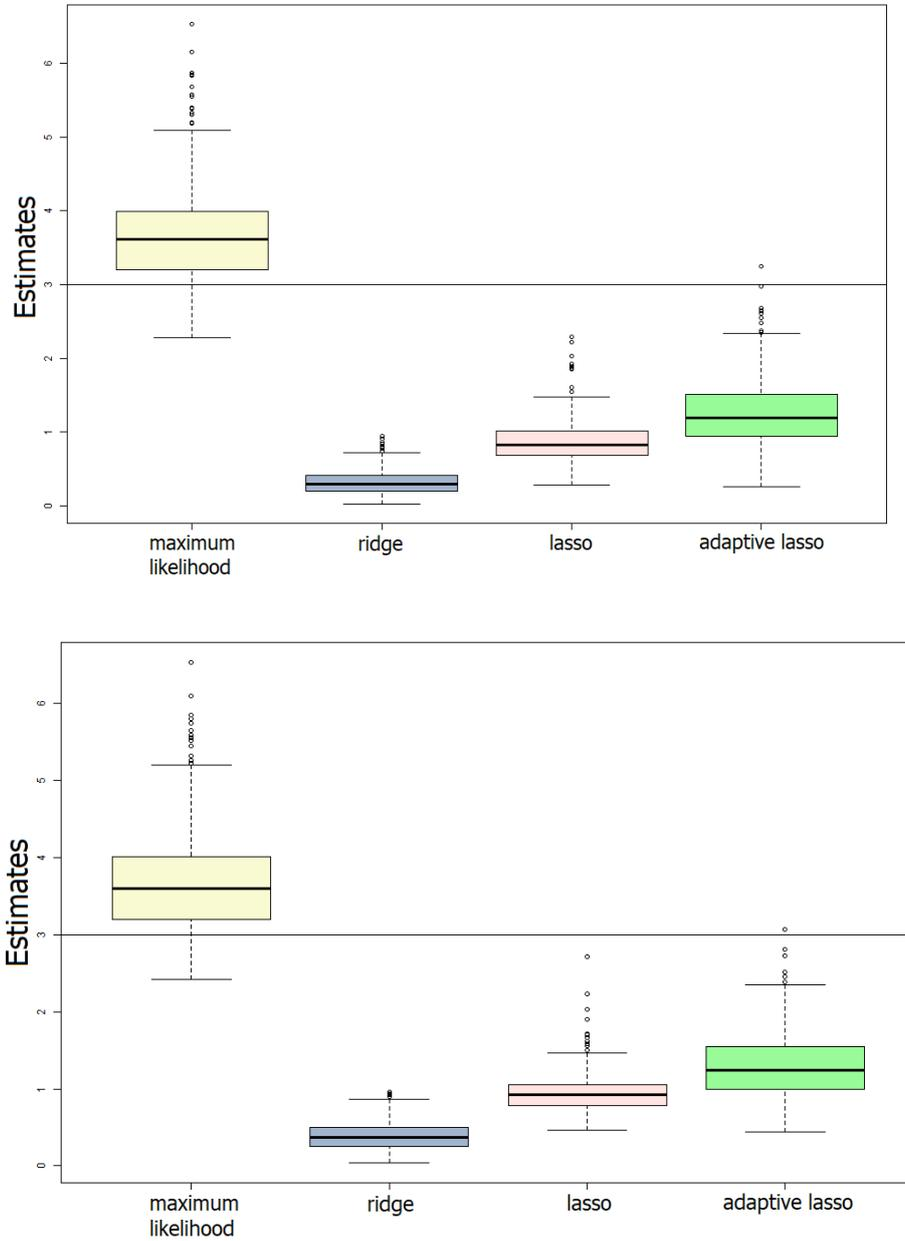 Estimates
6
5
4
3
2
1
0
maximum
likelihood
ridge
lasso
adaptive lasso
Estimates
6
5
4
3
2
1
0
maximum
likelihood
ridge
lasso
adaptive lasso